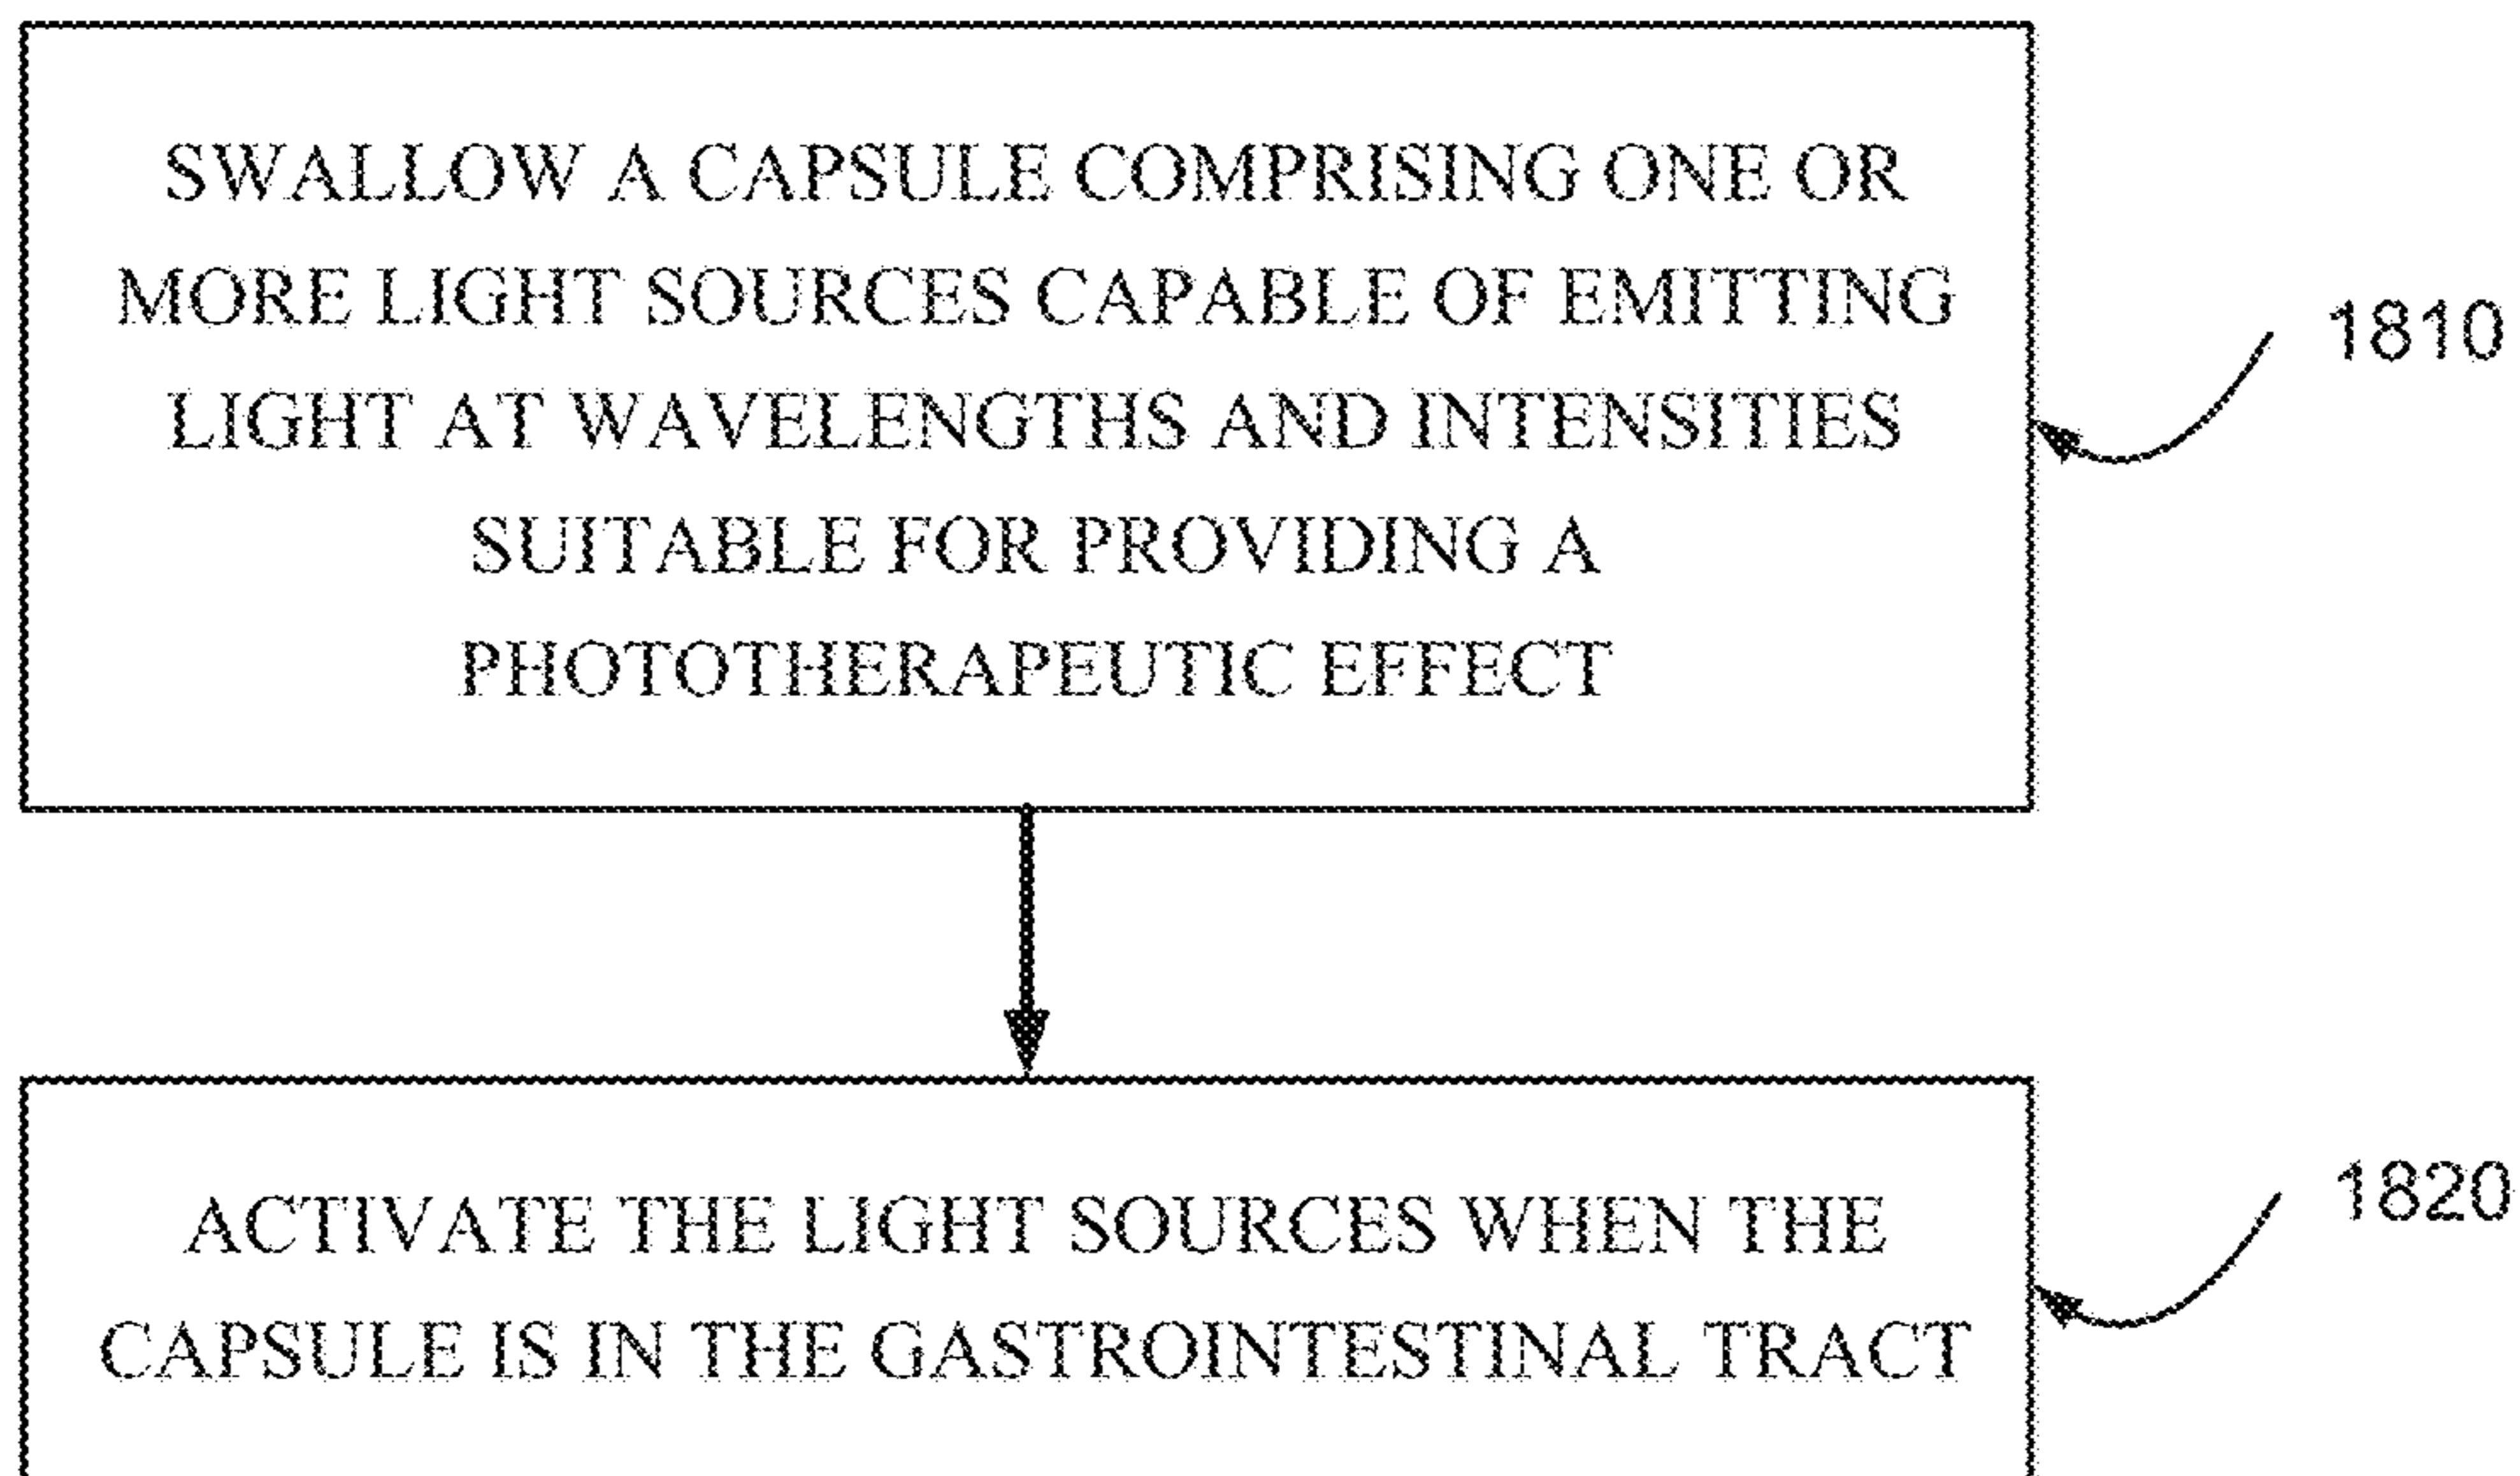 SWALLOW A CAPSULE COMPRISING ONE OR
MORE LIGHT SOURCES CAPABLE OF EMITTING
LIGHT AT WAVELENGTHS AND INTENSITIES
SUITABLE FOR PROVIDING A
PHOTOTHERAPEUTIC EFFECT
1810
ACTIVATE THE LIGHT SOURCES WHEN THE
CAPSULE IS IN THE GASTROINTESTINAL TRACT
1820